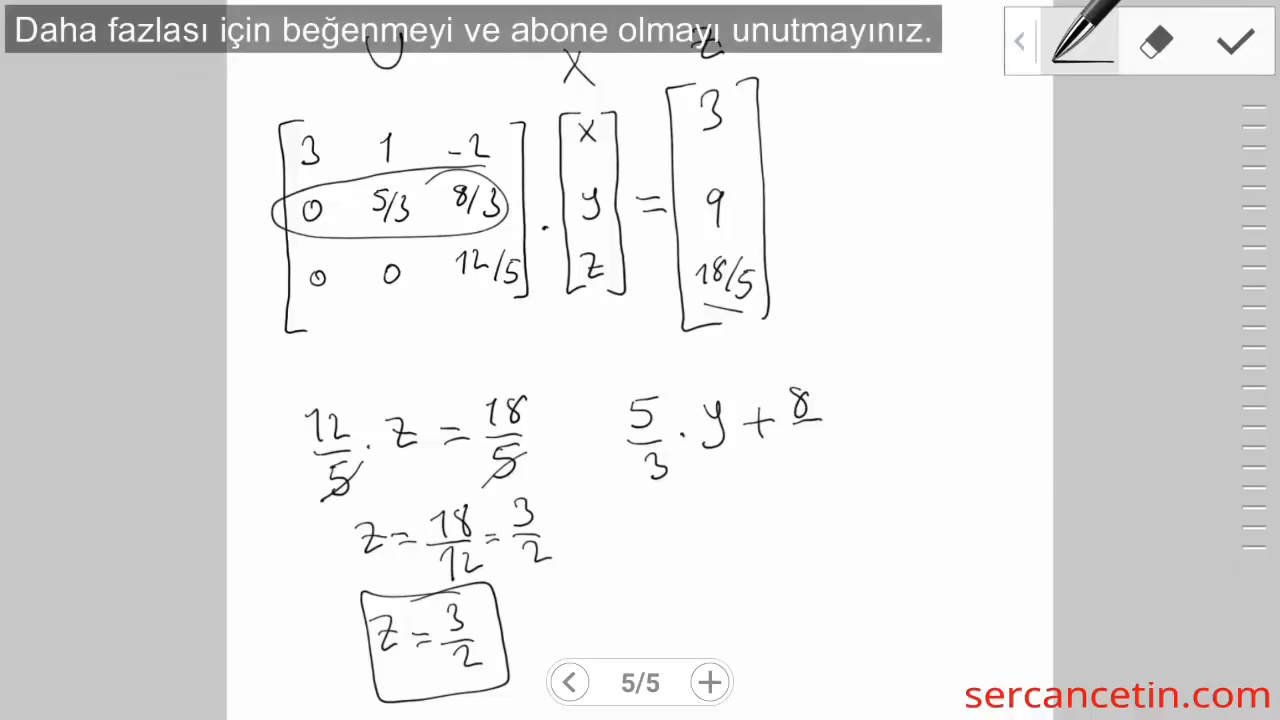 Daha fazlası için beğenmeyi ve abone olmayı unutmayınız.
U X Z
3 1 -2 x 3
0 5/3 8/3 . y = 9
0 0 12/5 z 18/5
12/5 . z = 18/5 5/3 . y + 8
z = 18/12 = 3/2
z = 3/2
5/5
sercancetin.com